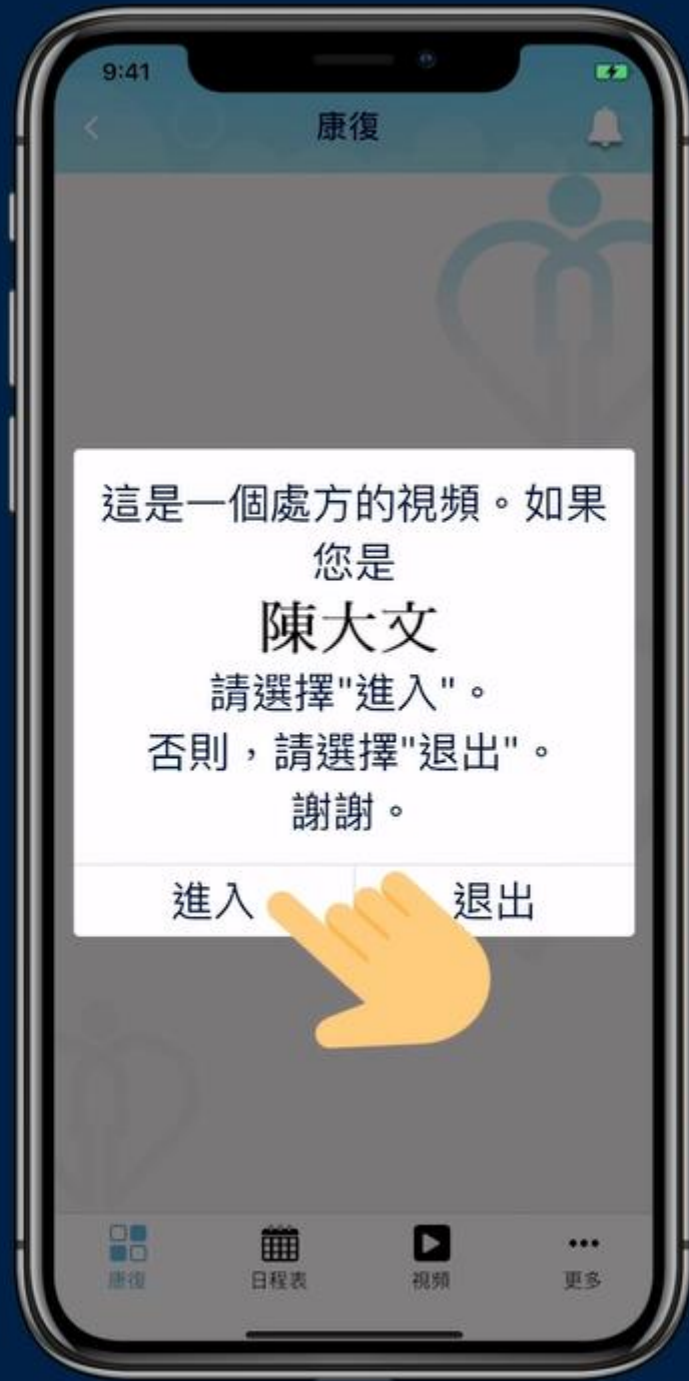 9:41
康復
這是一個處方的視頻。如果
您是
陳大文
請選擇"進入"。
否則，請選擇"退出"。
謝謝。
進入 退出
康復 日程表 視頻 更多